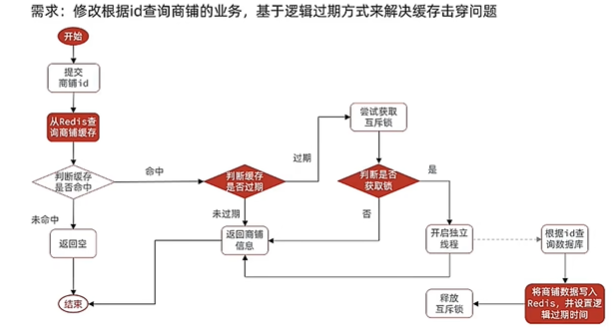 需求：修改根据id查询商铺的业务，基于逻辑过期方式来解决缓存击穿问题
开始
提交
商铺id
从Redis查
询商铺缓存
判断缓存
是否命中
命中
未命中
返回空
结束
判断缓存
是否过期
过期
未过期
返回商铺
信息
尝试获取
互斥锁
判断是否
获取锁
是
否
开启独立
线程
根据id查
询数据库
将商铺数据写入
Redis，并设置逻
辑过期时间
释放
互斥锁